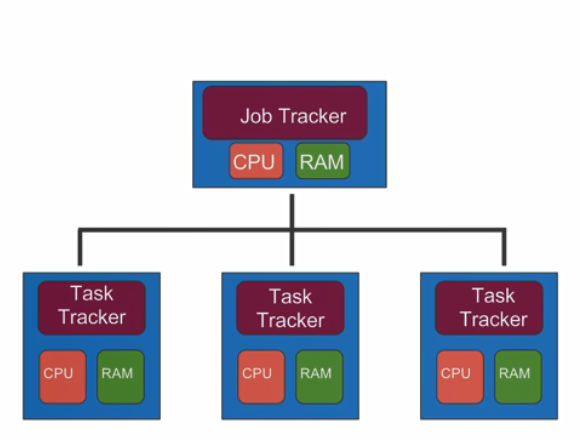 Job Tracker
CPU RAM
Task
Tracker
CPU RAM
Task
Tracker
CPU RAM
Task
Tracker
CPU RAM